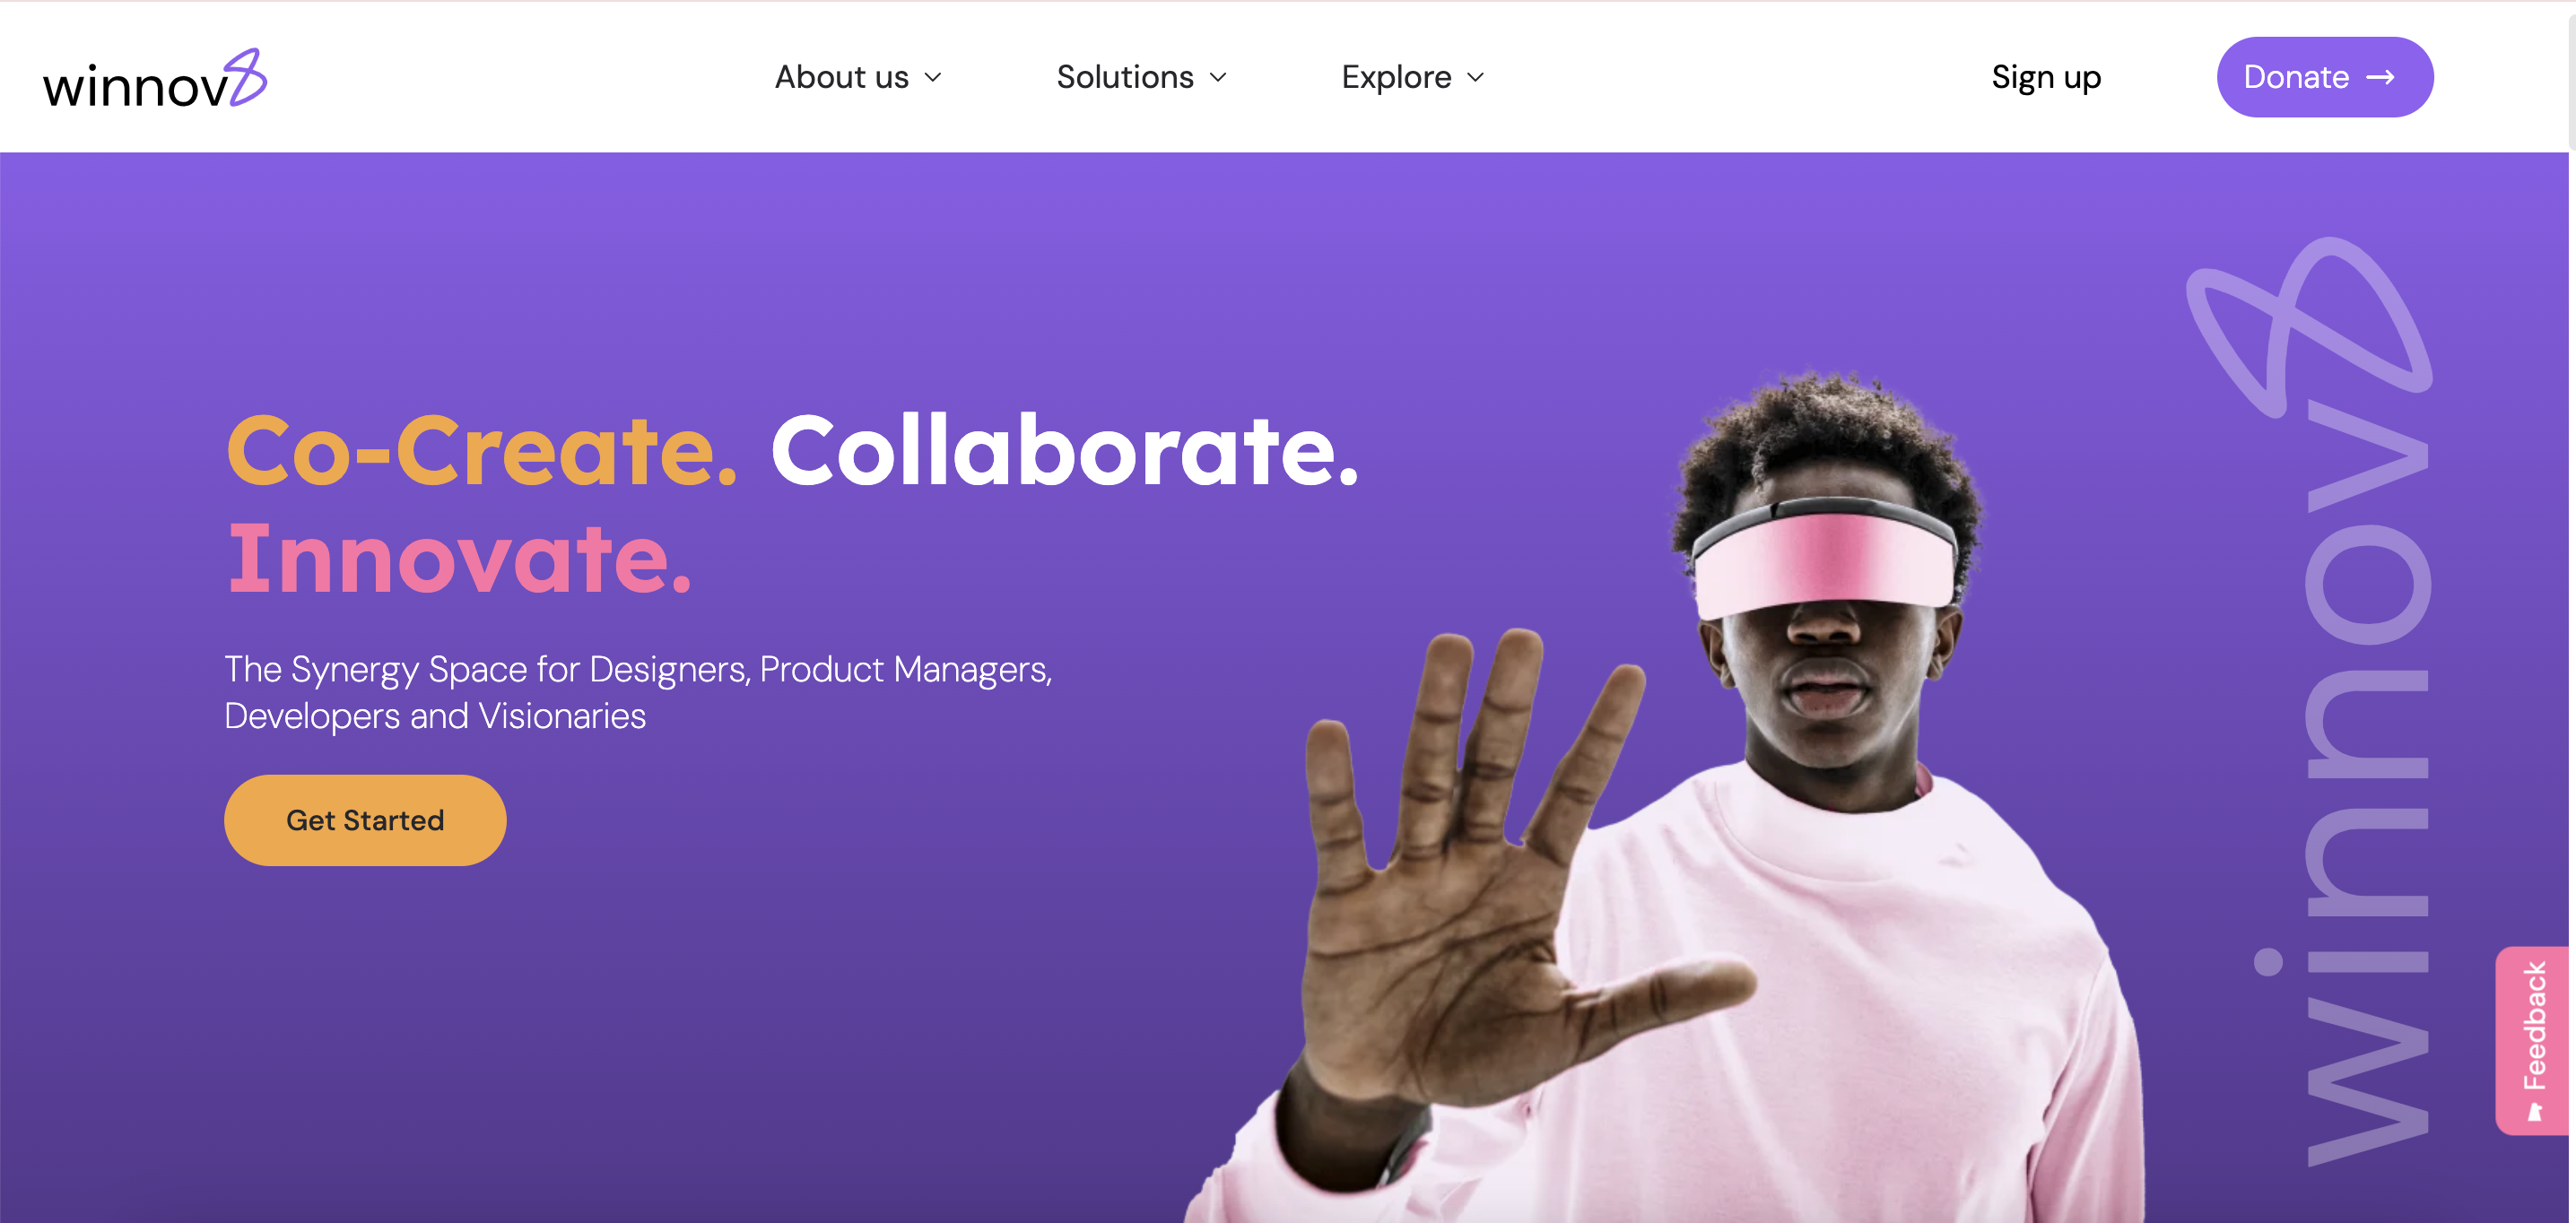 winnov8
About us
Solutions
Explore
Sign up
Donate
Co-Create. Collaborate.
Innovate.
The Synergy Space for Designers, Product Managers,
Developers and Visionaries
Get Started
winnov8
Feedback